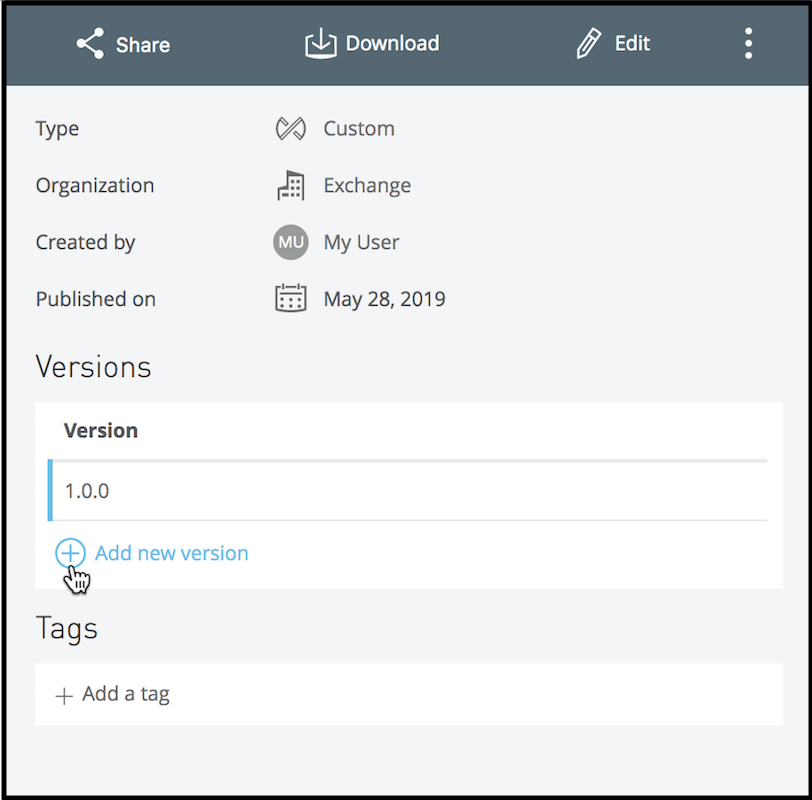 Share Download Edit
Type Custom
Organization Exchange
Created by MU My User
Published on May 28, 2019
Versions
Version
1.0.0
Add new version
Tags
Add a tag